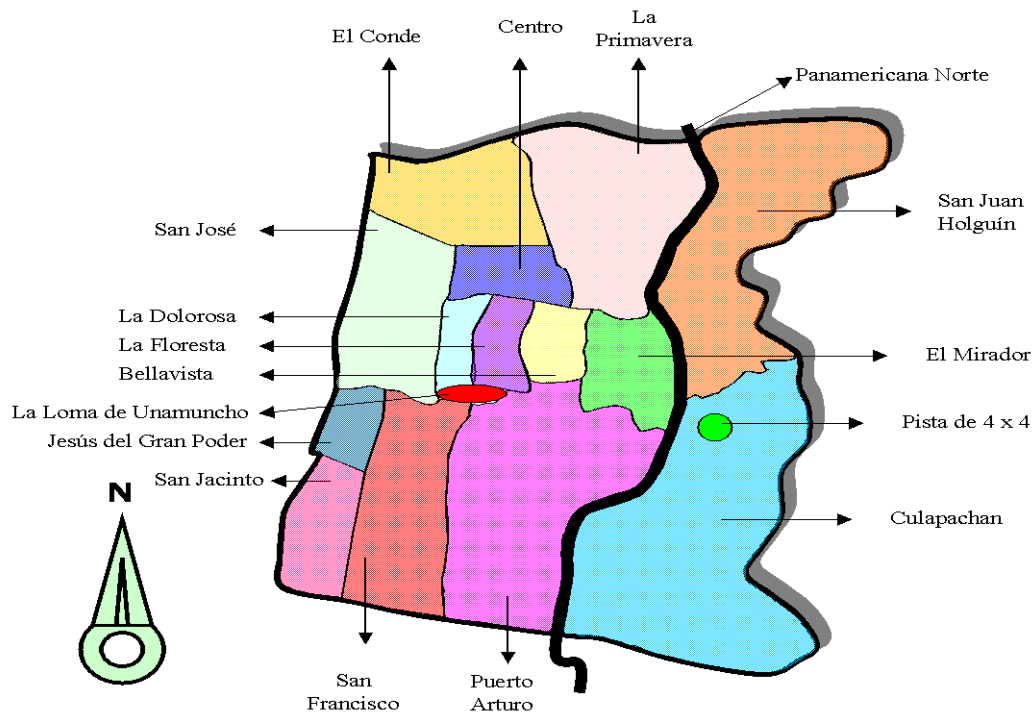 El Conde
Centro
La
Primavera
Panamericana Norte
San José
San Juan
Holguín
La Dolorosa
La Floresta
Bellavista
El Mirador
La Loma de Unamuncho
Jesús del Gran Poder
Pista de 4 x 4
San Jacinto
N
Culapachan
San
Francisco
Puerto
Arturo